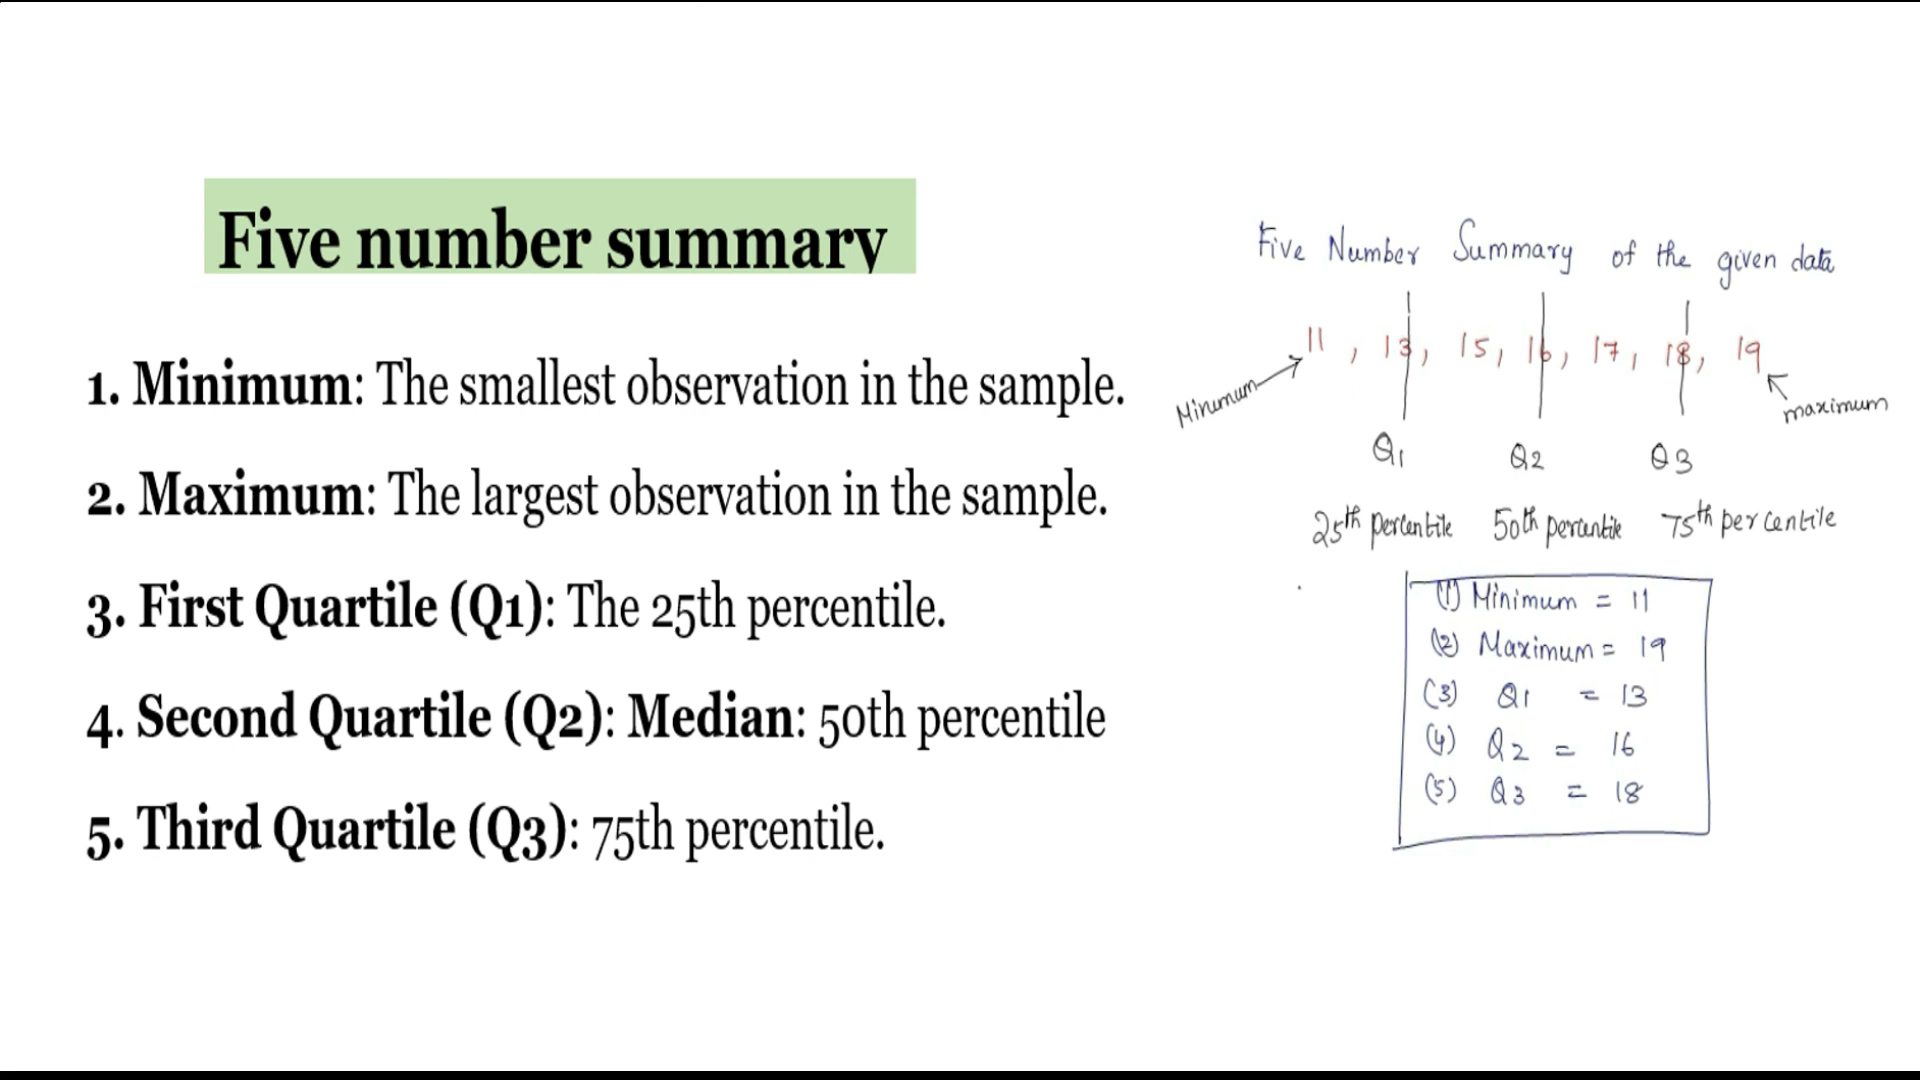 Five number summary
1. Minimum: The smallest observation in the sample.
2. Maximum: The largest observation in the sample.
3. First Quartile (Q1): The 25th percentile.
4. Second Quartile (Q2): Median: 50th percentile
5. Third Quartile (Q3): 75th percentile.
Five Number Summary of the given data
11 , 13, 15, 16, 17, 18, 19
Minimum
maximum
Q1 Q2 Q3
25th percentile 50th percentile 75th percentile
(1) Minimum = 11
(2) Maximum = 19
(3) Q1 = 13
(4) Q2 = 16
(5) Q3 = 18